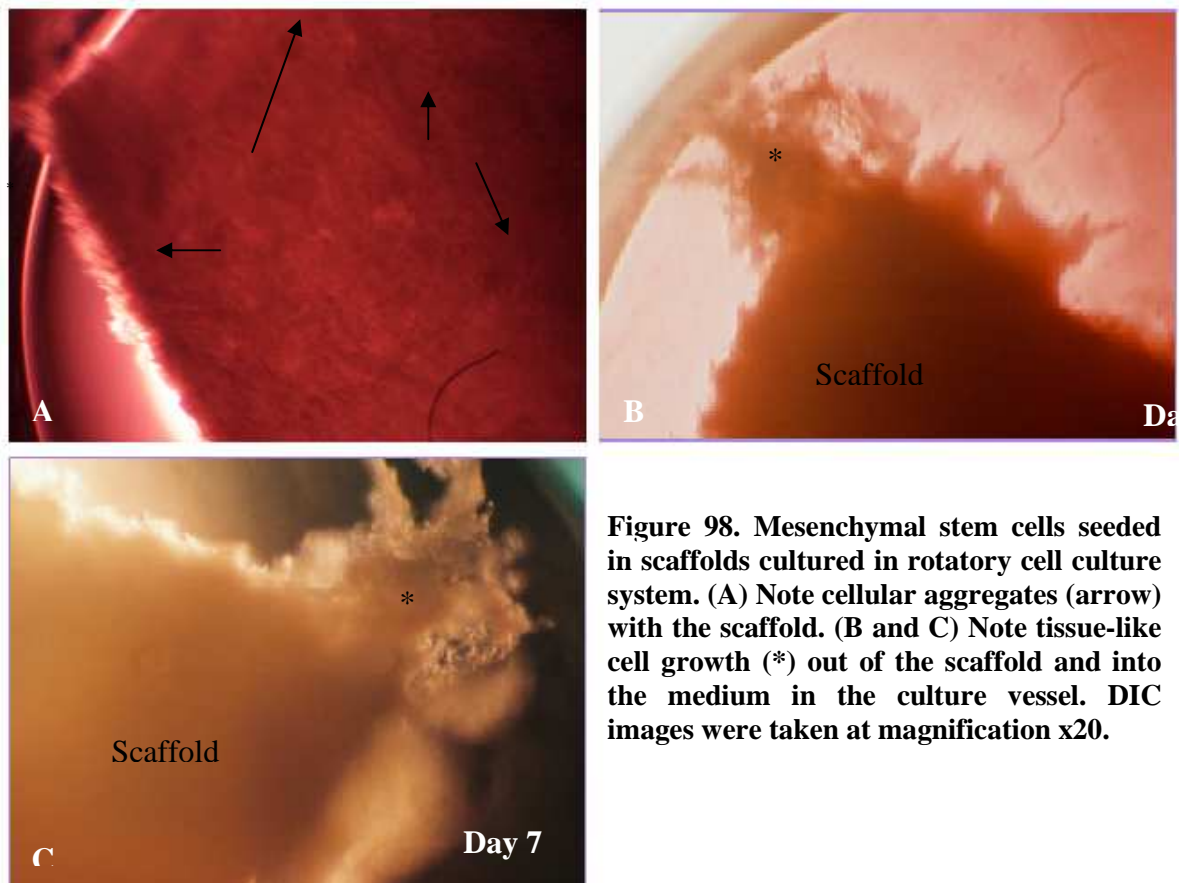 A
*
Scaffold
B
Da
*
Scaffold
Day 7
C
Figure 98. Mesenchymal stem cells seeded
in scaffolds cultured in rotatory cell culture
system. (A) Note cellular aggregates (arrow)
with the scaffold. (B and C) Note tissue-like
cell growth (*) out of the scaffold and into
the medium in the culture vessel. DIC
images were taken at magnification x20.